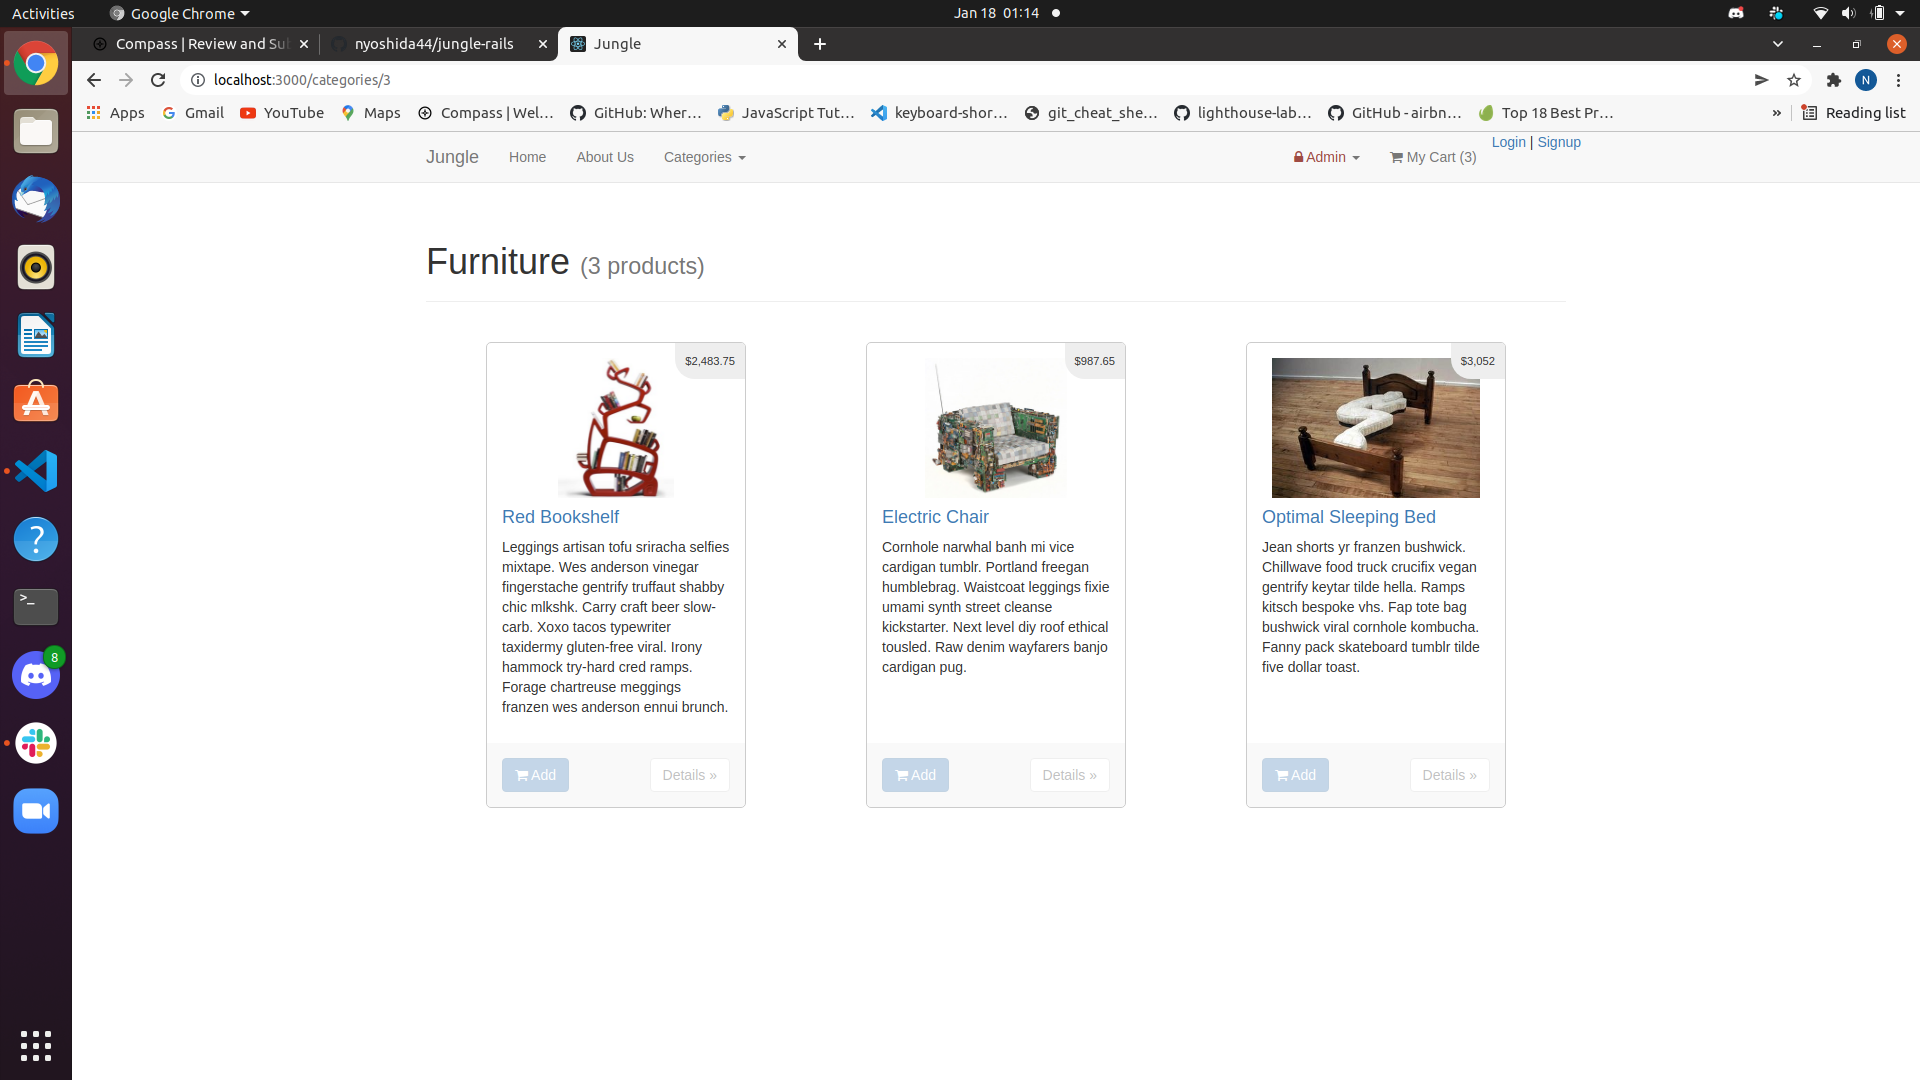 Activities
Google Chrome
Jan 18 01:14
Compass | Review and Su
nyoshida44/jungle-rails
Jungle
localhost:3000/categories/3
N
Apps
Gmail
YouTube
Maps
Compass | Wel...
GitHub: Wher...
JavaScript Tut...
keyboard-shor...
git_cheat_she...
lighthouse-lab...
GitHub - airbn...
Top 18 Best Pr...
»
Reading list
Jungle
Home
About Us
Categories
Admin
My Cart (3)
Login | Signup
Furniture (3 products)
$2,483.75
Red Bookshelf
Leggings artisan tofu sriracha selfies
mixtape. Wes anderson vinegar
fingerstache gentrify truffaut shabby
chic mlkshk. Carry craft beer slow-
carb. Xoxo tacos typewriter
taxidermy gluten-free viral. Irony
hammock try-hard cred ramps.
Forage chartreuse meggings
franzen wes anderson ennui brunch.
Add
Details »
$987.65
Electric Chair
Cornhole narwhal banh mi vice
cardigan tumblr. Portland freegan
humblebrag. Waistcoat leggings fixie
umami synth street cleanse
kickstarter. Next level diy roof ethical
tousled. Raw denim wayfarers banjo
cardigan pug.
Add
Details »
$3,052
Optimal Sleeping Bed
Jean shorts yr franzen bushwick.
Chillwave food truck crucifix vegan
gentrify keytar tilde hella. Ramps
kitsch bespoke vhs. Fap tote bag
bushwick viral cornhole kombucha.
Fanny pack skateboard tumblr tilde
five dollar toast.
Add
Details »
8